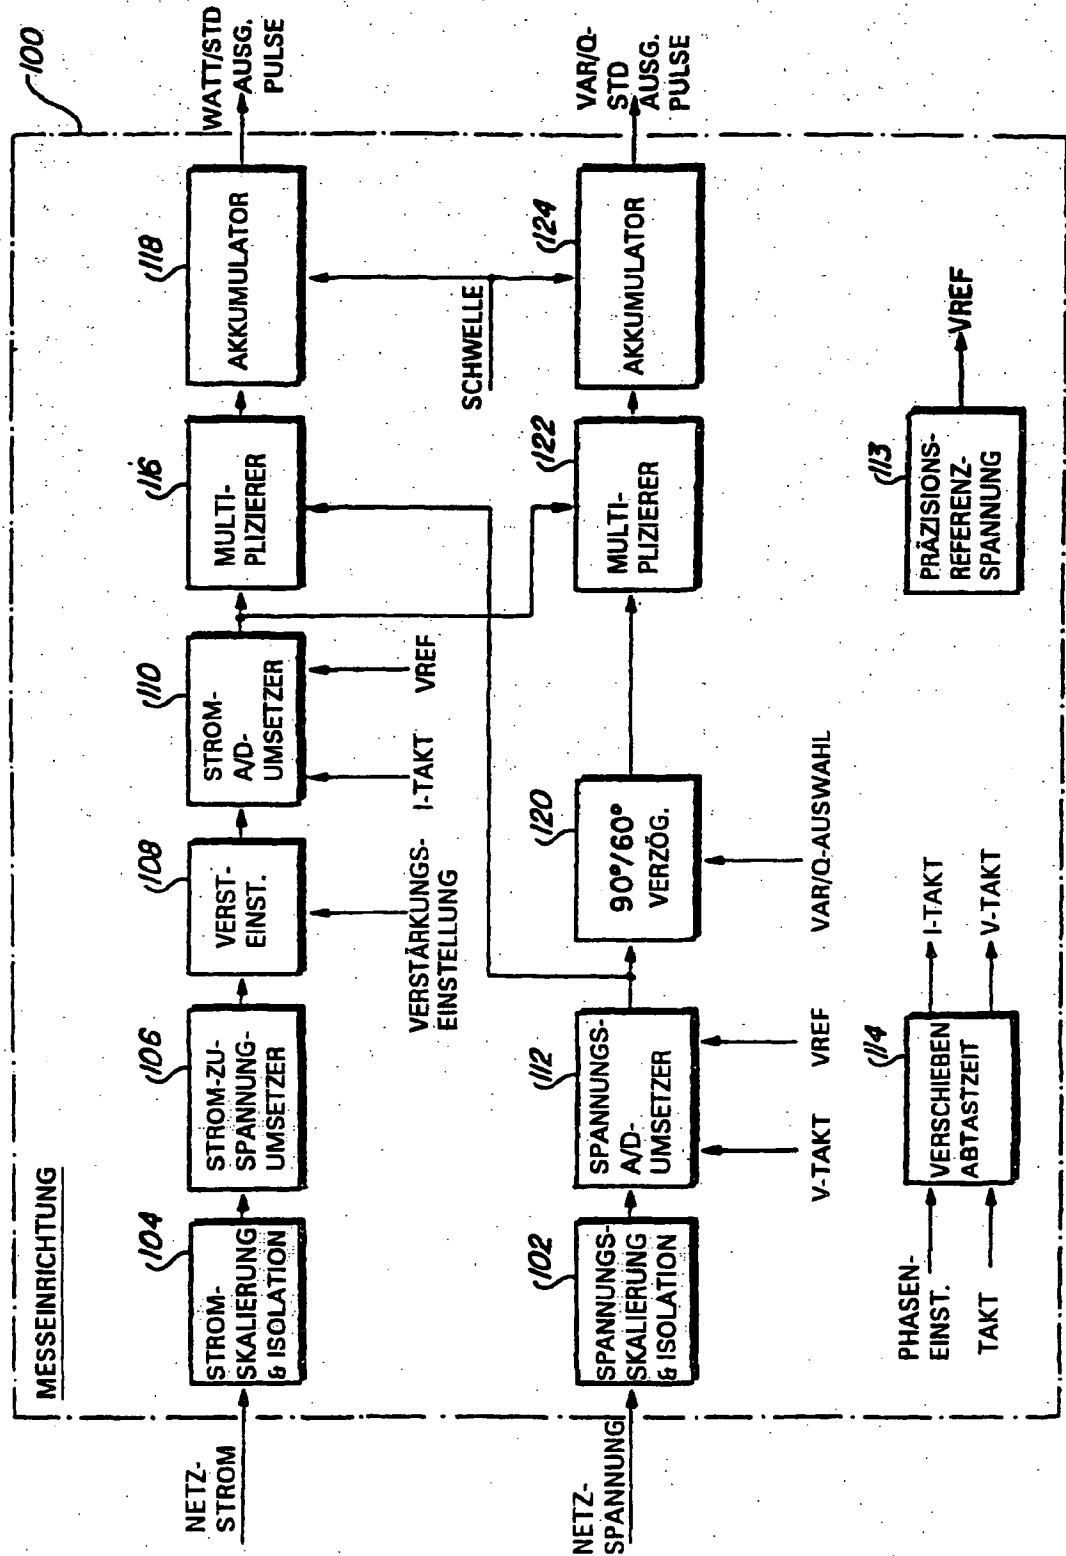 100
MESSEINRICHTUNG
NETZ-
STROM
104
STROM-
SKALIERUNG
& ISOLATION
106
STROM-ZU-
SPANNUNG-
UMSETZER
108
VERST-
EINST.
VERSTÄRKUNGS-
EINSTELLUNG
110
STROM-
A/D-
UMSETZER
I-TAKT
VREF
116
MULTI-
PLIZIERER
118
AKKUMULATOR
WATT/STD
AUSG.
PULSE
SCHWELLE
NETZ-
SPANNUNG
102
SPANNUNGS-
SKALIERUNG
& ISOLATION
112
SPANNUNGS-
A/D-
UMSETZER
V-TAKT
VREF
120
90°/60°
VERZÖG.
VAR/Q-AUSWAHL
122
MULTI-
PLIZIERER
124
AKKUMULATOR
VAR/Q-
STD
AUSG.
PULSE
PHASEN-
EINST.
TAKT
114
VERSCHIEBEN
ABTASTZEIT
I-TAKT
V-TAKT
113
PRÄZISIONS-
REFERENZ-
SPANNUNG
VREF